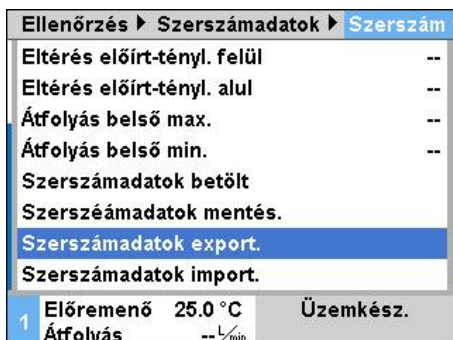 Ellenőrzés ▶ Szerszámadatok ▶ Szerszám
Eltérés előírt-tényl. felül --
Eltérés előírt-tényl. alul --
Átfolyás belső max. --
Átfolyás belső min. --
Szerszámadatok betölt
Szerszéámadatok mentés.
Szerszámadatok export.
Szerszámadatok import.
1 Előremenő 25.0 °C Üzemkész.
Átfolyás -- L/min